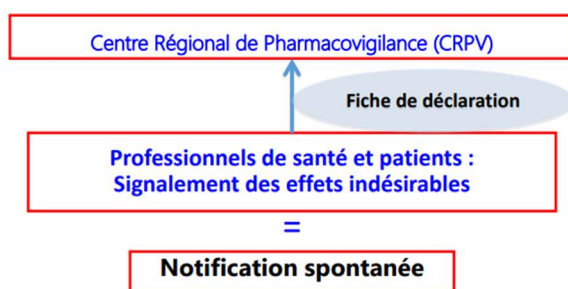 Centre Régional de Pharmacovigilance (CRPV)
Fiche de déclaration
Professionnels de santé et patients :
Signalement des effets indésirables
=
Notification spontanée